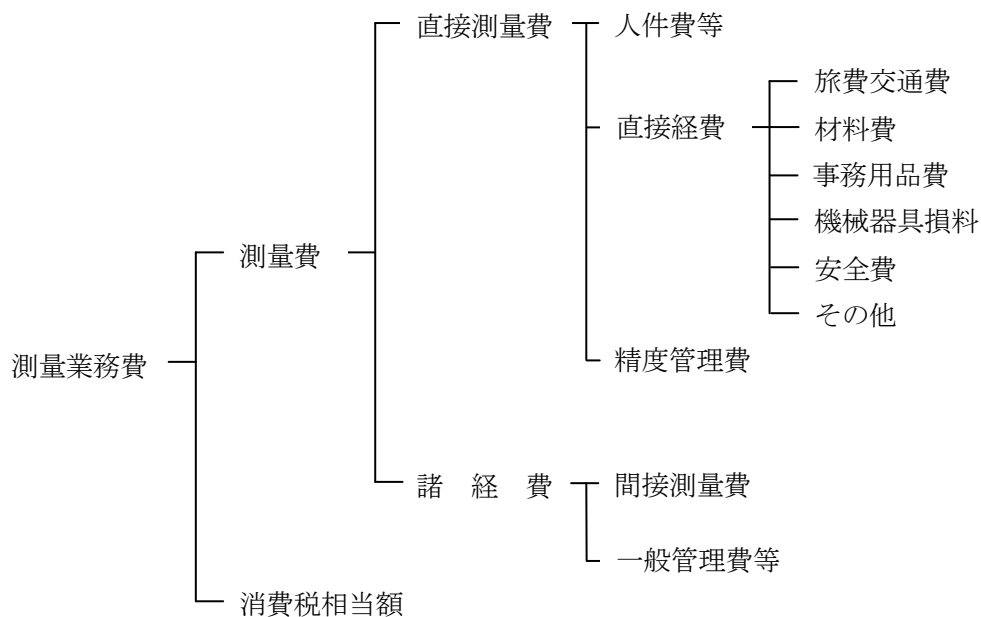 直接測量費
人件費等
旅費交通費
直接経費
材料費
事務用品費
機械器具損料
測量費
安全費
その他
測量業務費
精度管理費
諸 経 費
間接測量費
一般管理費等
消費税相当額